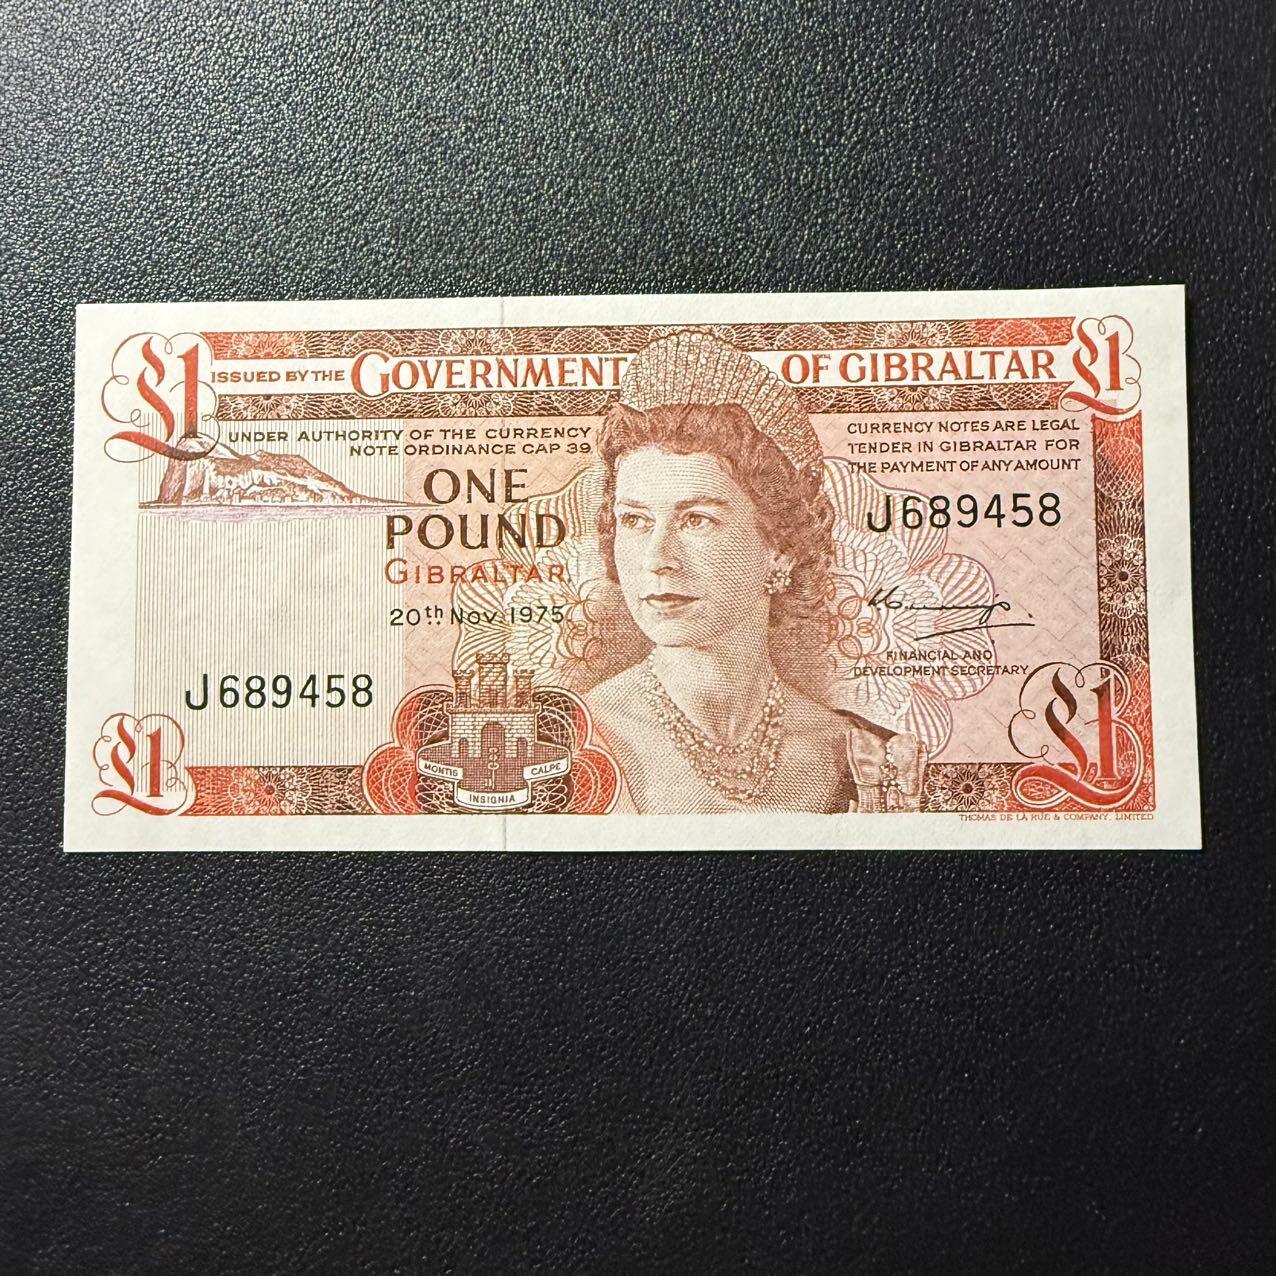 £1
ISSUED BY THE GOVERNMENT OF GIBRALTAR
£1
UNDER AUTHORITY OF THE CURRENCY
NOTE ORDINANCE CAP 39
ONE
POUND
GIBRALTAR.
20th Nov. 1975
CURRENCY NOTES ARE LEGAL
TENDER IN GIBRALTAR FOR
THE PAYMENT OF ANY AMOUNT
J689458
FINANCIAL AND
DEVELOPMENT SECRETARY
J689458
£1
MONTIS
INSIGNIA
CALPE
£1
THOMAS DE LA RUE & COMPANY, LIMITED